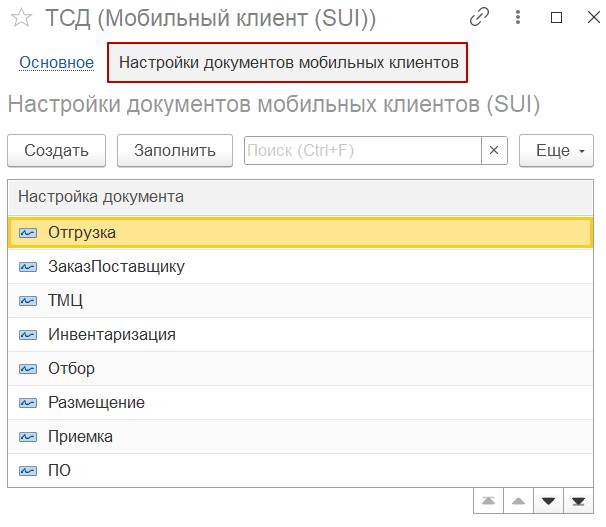 ТСД (Мобильный клиент (SUI))
Основное Настройки документов мобильных клиентов
Настройки документов мобильных клиентов (SUI)
Создать Заполнить Поиск (Ctrl+F) Еще
Настройка документа
Отгрузка
ЗаказПоставщику
ТМЦ
Инвентаризация
Отбор
Размещение
Приемка
ПО